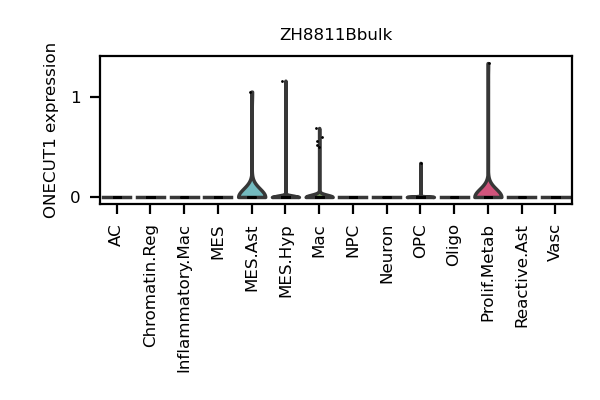 ZH8811Bbulk
ONECUT1 expression
1
0
AC
Chromatin.Reg
Inflammatory.Mac
MES
MES.Ast
MES.Hyp
Mac
NPC
Neuron
OPC
Oligo
Prolif.Metab
Reactive.Ast
Vasc